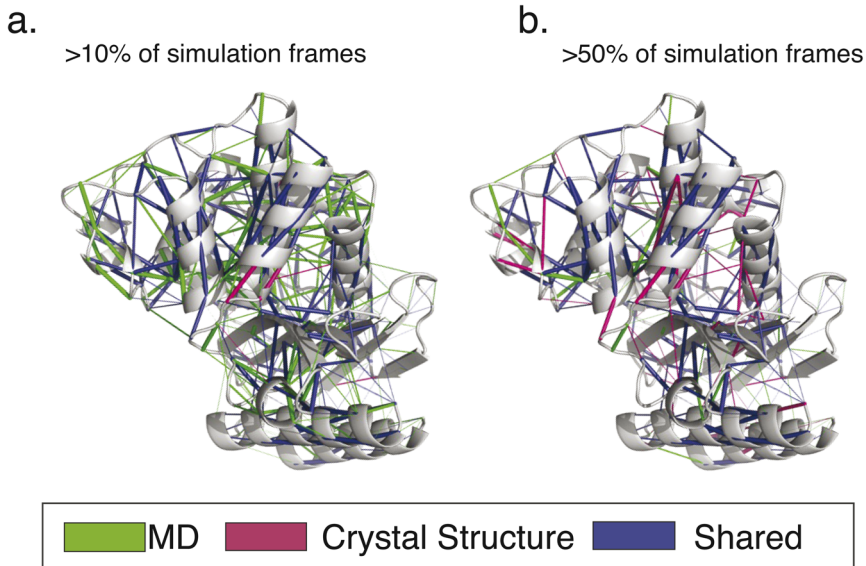 a.
b.
>10% of simulation frames
>50% of simulation frames
MD
Crystal Structure
Shared